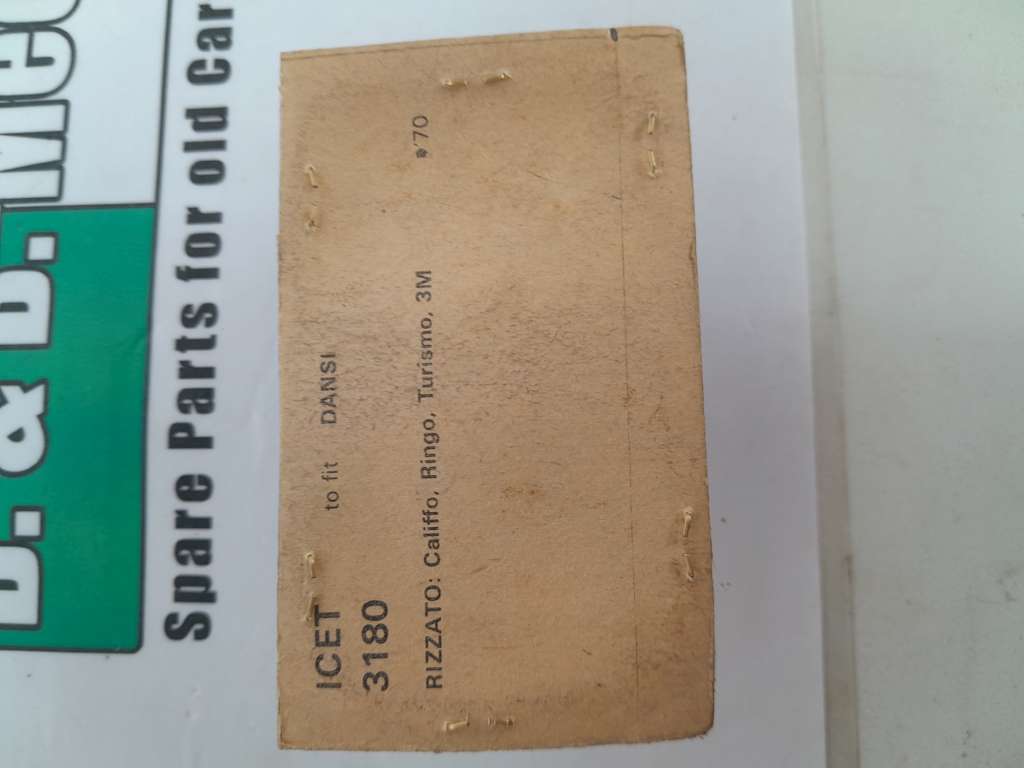 D. & D.
Spare Parts for old Car
ICET to fit DANSI
3180
RIZZATO: Califfo, Ringo, Turismo, 3M '70